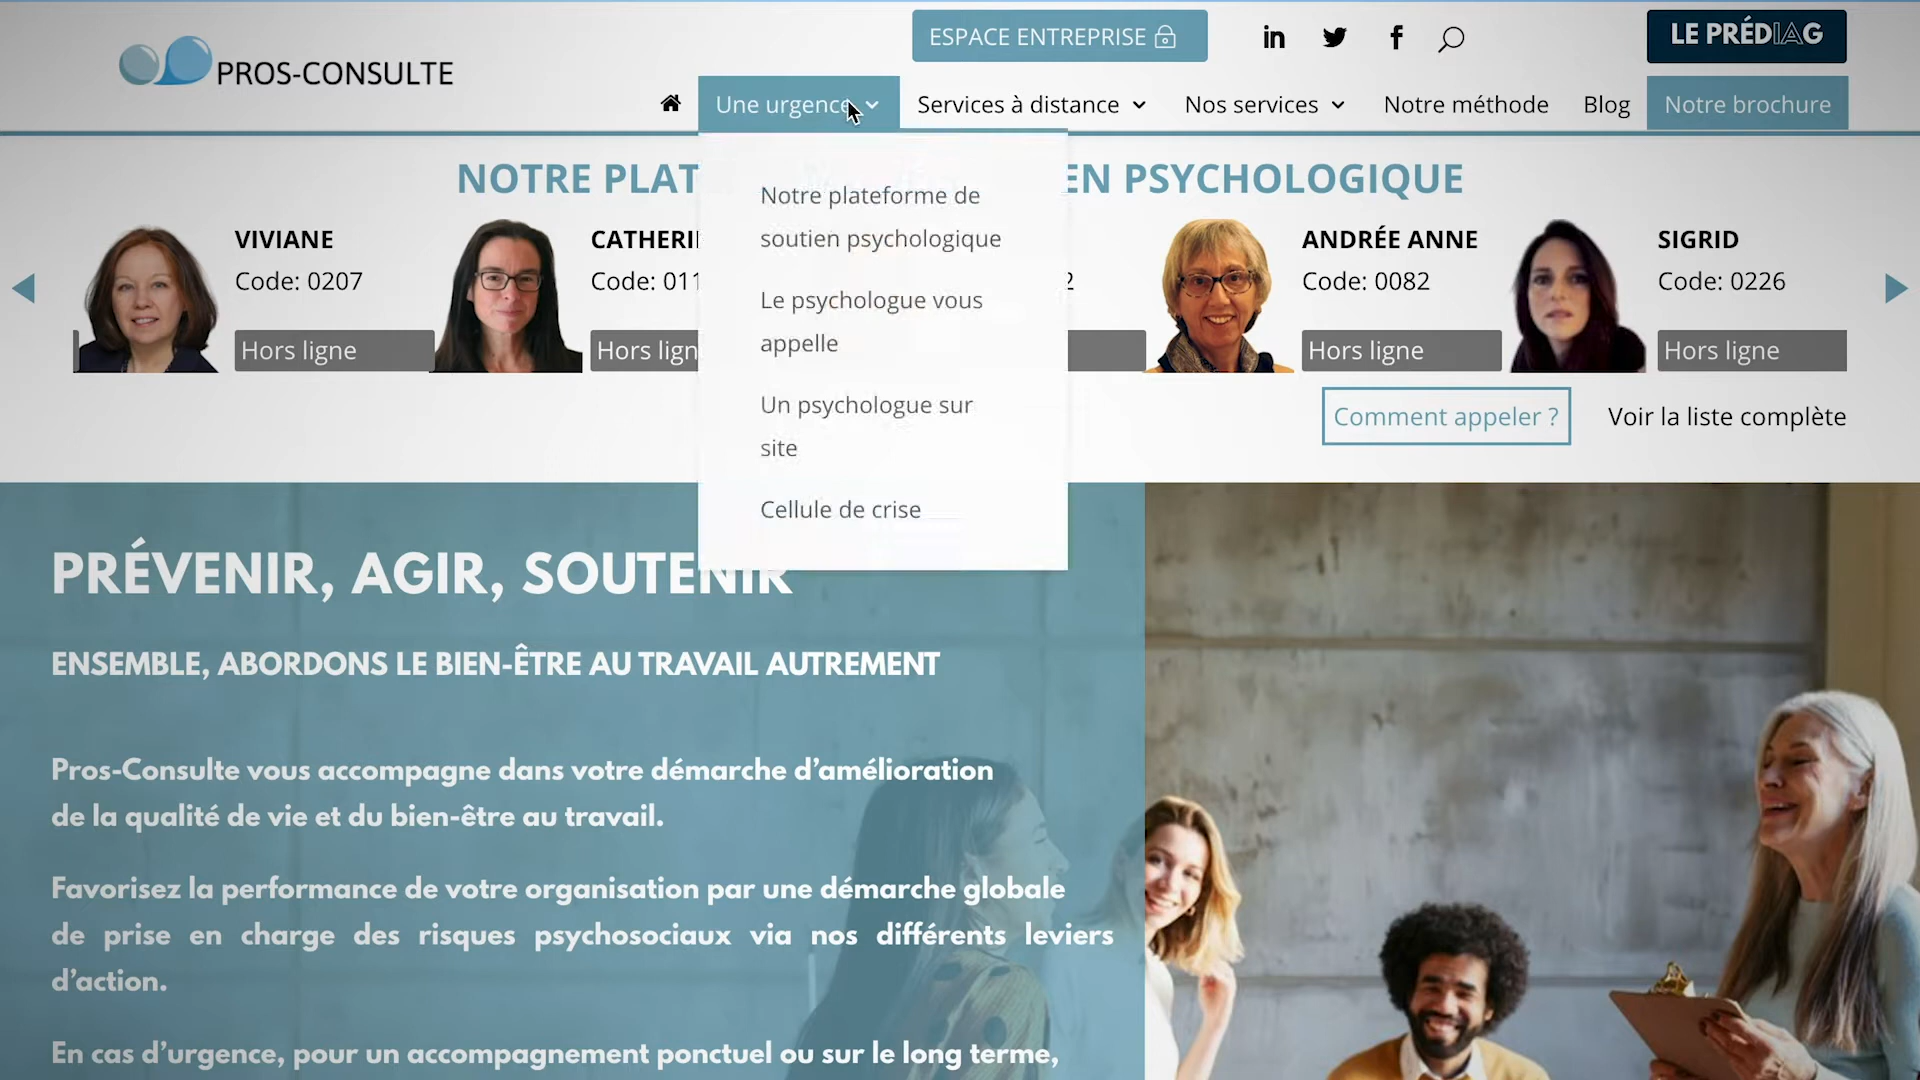 ESPACE ENTREPRISE
LE PRÉDIAG
PROS-CONSULTE
Une urgence
Services à distance
Nos services
Notre méthode
Blog
Notre brochure
NOTRE PLAT
EN PSYCHOLOGIQUE
Notre plateforme de
soutien psychologique
Le psychologue vous
appelle
Un psychologue sur
site
Cellule de crise
VIVIANE
Code: 0207
Hors ligne
CATHERI
Code: 011
Hors lign
2
ANDRÉE ANNE
Code: 0082
Hors ligne
SIGRID
Code: 0226
Hors ligne
Comment appeler ?
Voir la liste complète
PRÉVENIR, AGIR, SOUTENIR
ENSEMBLE, ABORDONS LE BIEN-ÊTRE AU TRAVAIL AUTREMENT
Pros-Consulte vous accompagne dans votre démarche d’amélioration
de la qualité de vie et du bien-être au travail.
Favorisez la performance de votre organisation par une démarche globale
de prise en charge des risques psychosociaux via nos différents leviers
d’action.
En cas d’urgence, pour un accompagnement ponctuel ou sur le long terme,